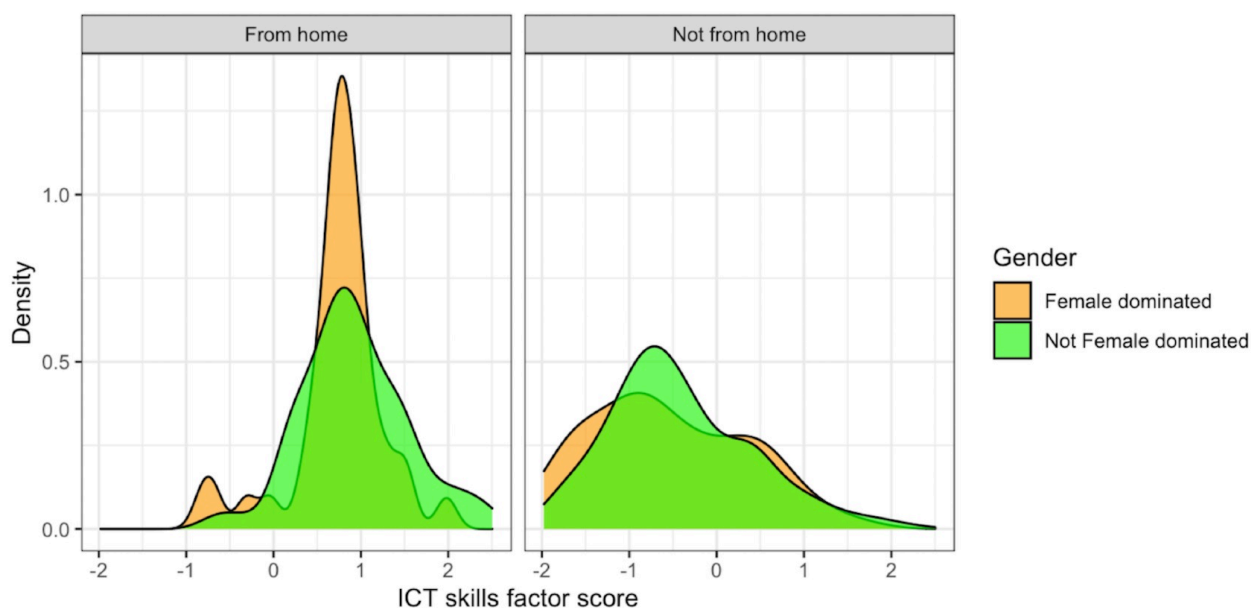 From home
Not from home
Density
1.0
0.5
0.0
-2 -1 0 1 2
-2 -1 0 1 2
ICT skills factor score
Gender
Female dominated
Not Female dominated